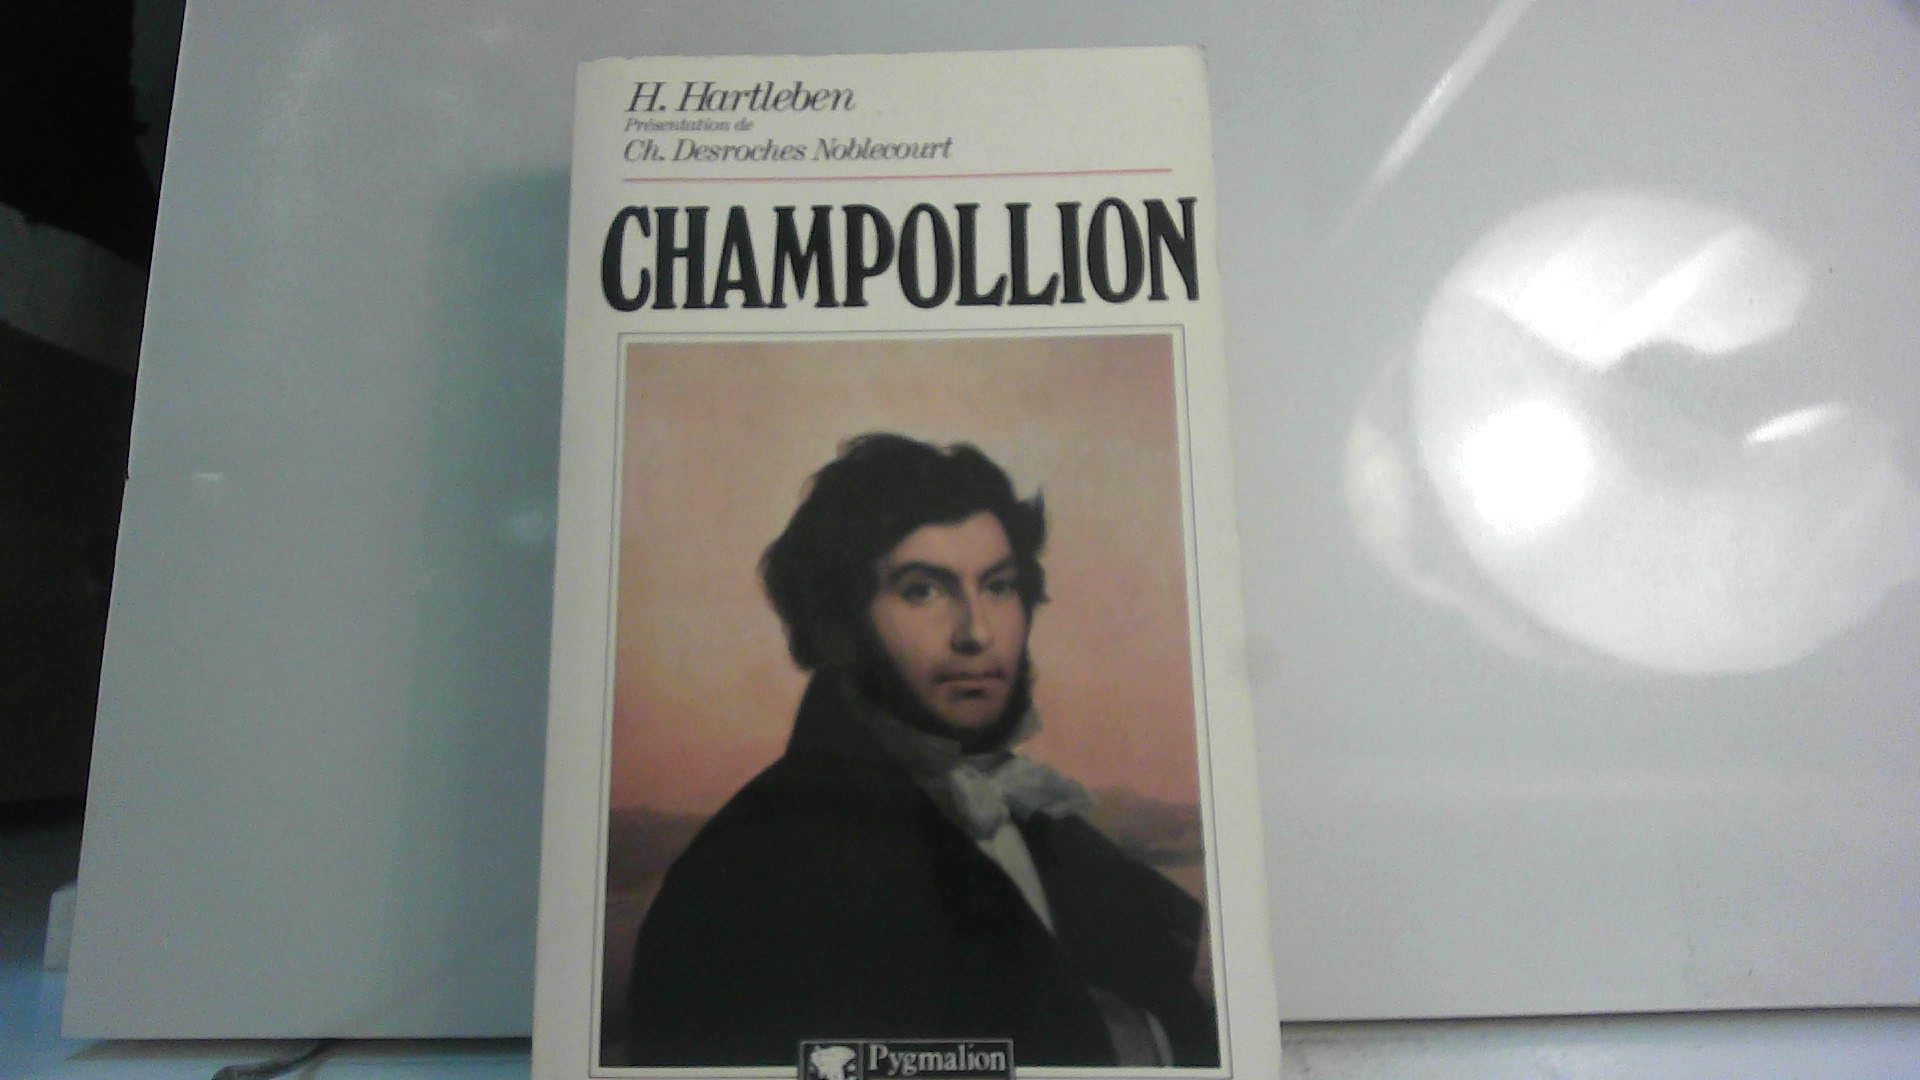 H. Hartleben
Présentation de
Ch. Desroches Noblecourt
CHAMPOLLION
Pygmalion